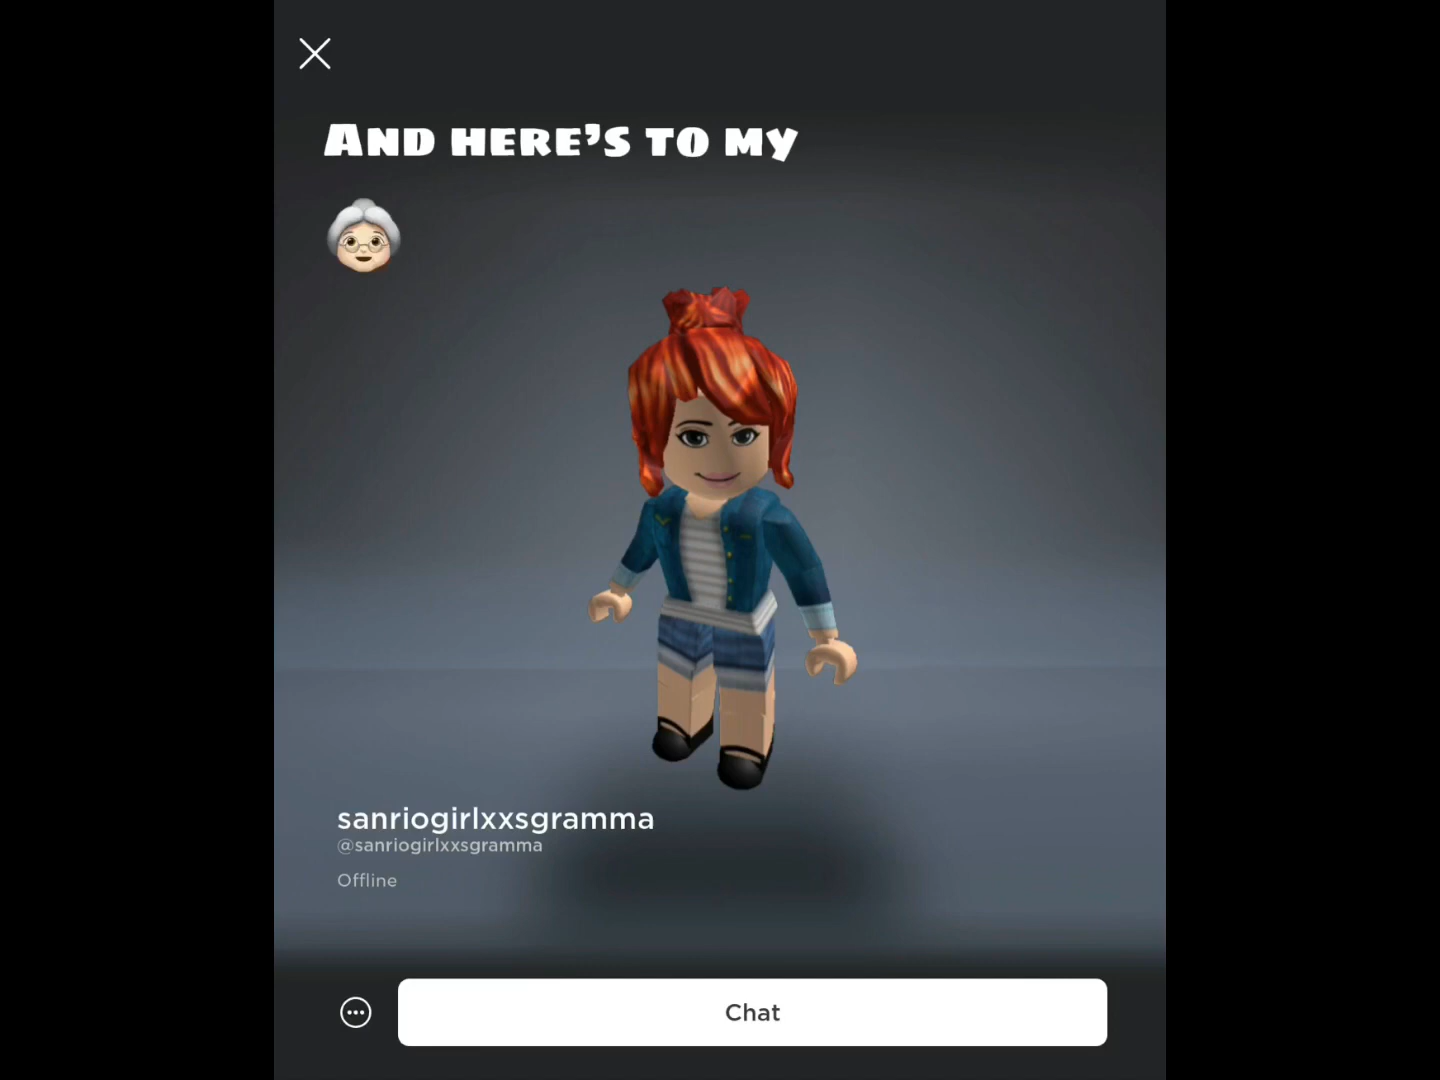 And here's to my
sanriogirlxxsgramma
@sanriogirlxxsgramma
Offline
Chat